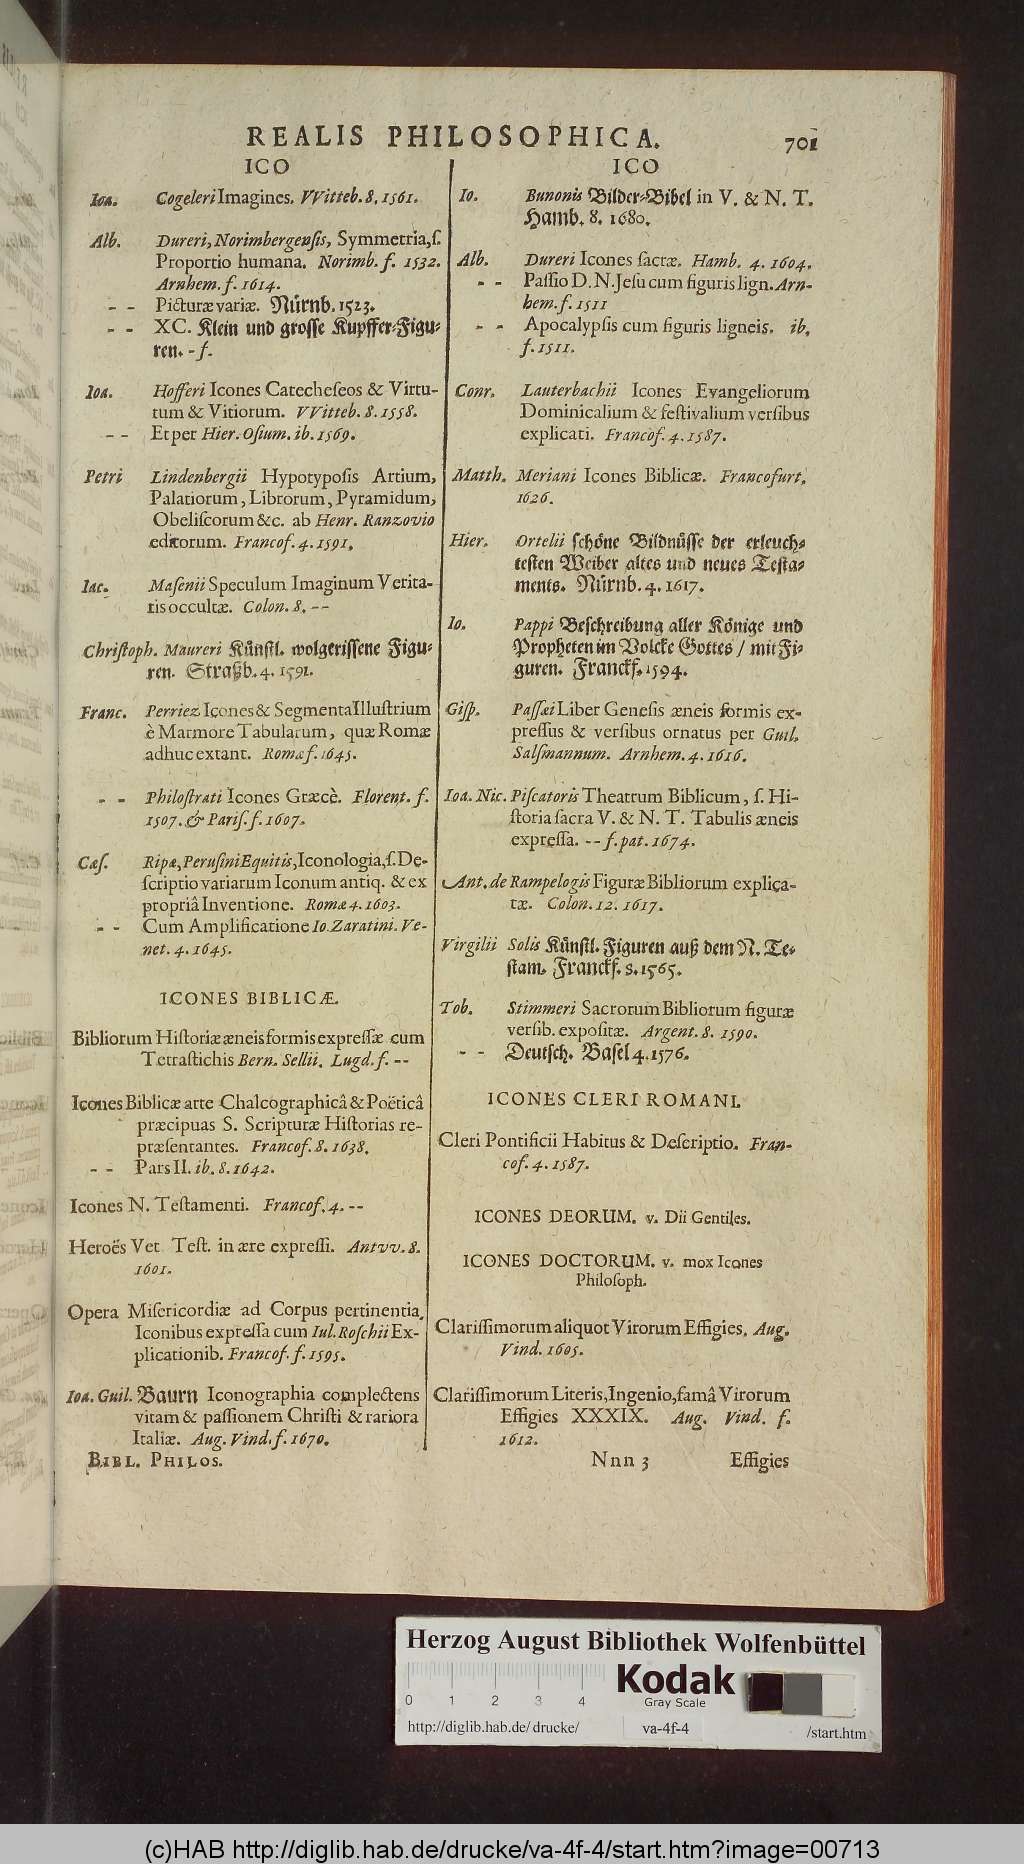 REALIS PHILOSOPHICA. 701
ICO
Ioa. Cogeleri Imagines. VVitteb. 8. 1561.
Alb. Dureri, Norimbergensis, Symmetria, s.
Proportio humana. Norimb. f. 1532.
Arnhem. f. 1614.
- - Picturæ variæ. Nürnb. 1523.
- - XC. Klein und grosse Kupffer-Figu-
ren. - f.
Ioa. Hofferi Icones Catecheseos & Virtu-
tum & Vitiorum. VVitteb. 8. 1558.
- - Et per Hier. Osium. ib. 1569.
Petri Lindenbergii Hypotyposis Artium,
Palatiorum, Librorum, Pyramidum,
Obeliscorum &c. ab Henr. Ranzovio
editorum. Francof. 4. 1591.
Iac. Masenii Speculum Imaginum Verita-
tis occultæ. Colon. 8. - -
Christoph. Maureri Künstl. wolgerissene Figu-
ren. Straßb. 4. 1591.
Franc. Perriez Icones & Segmenta Illustrium
è Marmore Tabularum, quæ Romæ
adhuc extant. Romæ f. 1645.
- - Philostrati Icones Græcè. Florent. f.
1507. & Paris. f. 1607.
Cæs. Ripæ, Perusini Equitis, Iconologia, s. De-
scriptio variarum Iconum antiq. & ex
propriâ Inventione. Romæ 4. 1603.
- - Cum Amplificatione Io. Zaratini. Ve-
net. 4. 1645.
ICONES BIBLICÆ.
Bibliorum Historiæ æneis formis expressæ cum
Tetrastichis Bern. Sellii. Lugd. f. - -
Icones Biblicæ arte Chalcographicâ & Poëticâ
præcipuas S. Scripturæ Historias re-
præsentantes. Francof. 8. 1638.
- - Pars II. ib. 8. 1642.
Icones N. Testamenti. Francof. 4. - -
Heroës Vet Test. in ære expressi. Antvv. 8.
1601.
Opera Misericordiæ ad Corpus pertinentia,
Iconibus expressa cum Iul. Roschii Ex-
plicationib. Francof. f. 1595.
Ioa. Guil. Baurn Iconographia complectens
vitam & passionem Christi & rariora
Italiæ. Aug. Vind. f. 1670.
BIBL. PHILOS.
ICO
Io. Bunonis Bilder-Bibel in V. & N. T.
Hamb. 8. 1680.
Alb. Dureri Icones sacræ. Hamb. 4. 1604.
- - Passio D. N. Jesu cum figuris lign. Arn-
hem. f. 1511
- - Apocalypsis cum figuris ligneis. ib.
f. 1511.
Conr. Lauterbachii Icones Evangeliorum
Dominicalium & festivalium versibus
explicati. Francof. 4. 1587.
Matth. Meriani Icones Biblicæ. Francofurt.
1626.
Hier. Ortelii schöne Bildnüsse der erleuch-
testen Weiber altes und neues Testa-
ments. Nürnb. 4. 1617.
Io. Pappi Beschreibung aller Könige und
Propheten im Volcke Gottes / mit Fi-
guren. Franckf. 1594.
Gisp. Passæi Liber Genesis æneis formis ex-
pressus & versibus ornatus per Guil.
Salsmannum. Arnhem. 4. 1616.
Ioa. Nic. Piscatoris Theatrum Biblicum, s. Hi-
storia sacra V. & N. T. Tabulis æneis
expressa. - - f. pat. 1674.
Ant. de Rampelogis Figuræ Bibliorum explica-
tæ. Colon. 12. 1617.
Virgilii Solis Künstl. Figuren auß dem N. Te-
stam. Franckf. 8. 1565.
Tob. Stimmeri Sacrorum Bibliorum figuræ
versib. expositæ. Argent. 8. 1590.
- - Deutsch. Basel 4. 1576.
ICONES CLERI ROMANI.
Cleri Pontificii Habitus & Descriptio. Fran-
cof. 4. 1587.
ICONES DEORUM. v. Dii Gentiles.
ICONES DOCTORUM. v. mox Icones
Philosoph.
Clarissimorum aliquot Virorum Effigies. Aug.
Vind. 1605.
Clarissimorum Literis, Ingenio, famâ Virorum
Effigies XXXIX. Aug. Vind. f.
1612.
Nnn 3 Effigies
Herzog August Bibliothek Wolfenbüttel
0 1 2 3 4
Kodak
Gray Scale
http://diglib.hab.de/drucke/ va-4f-4 /start.htm
(c)HAB http://diglib.hab.de/drucke/va-4f-4/start.htm?image=00713